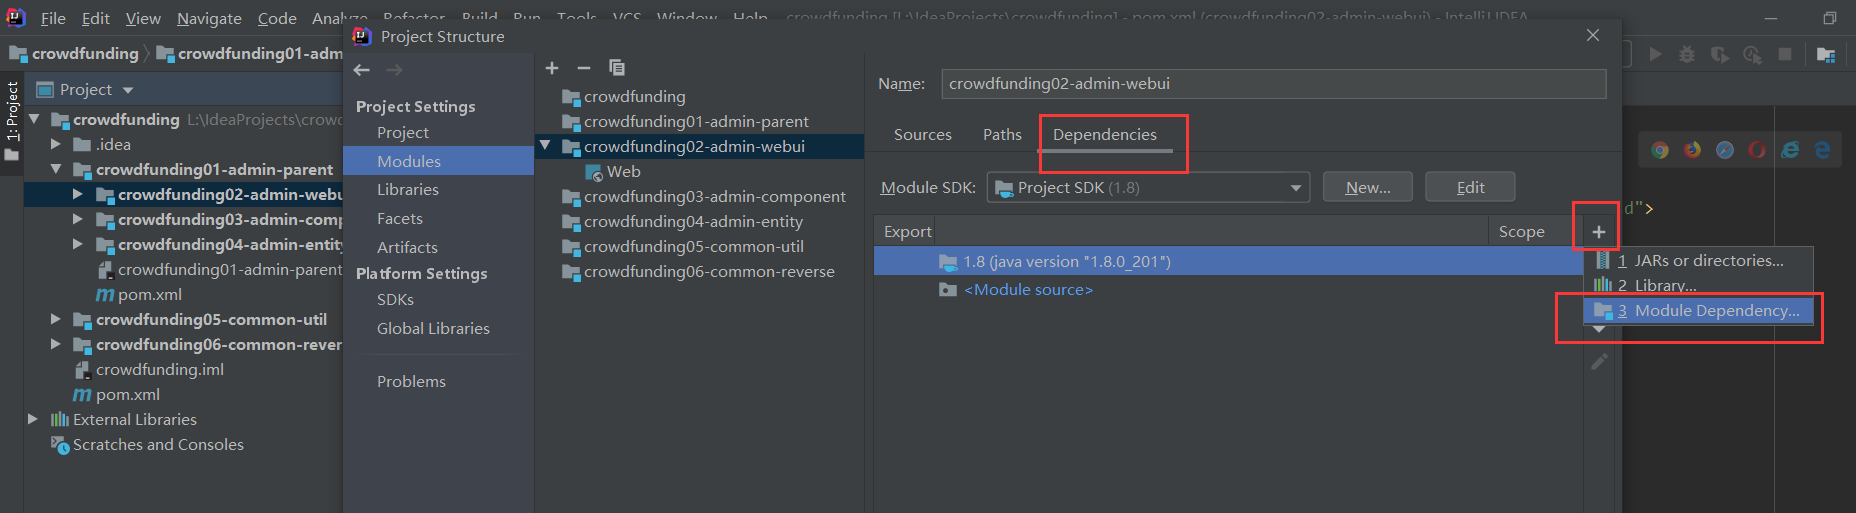 File Edit View Navigate Code Analyze Refactor Build Run Tools VCS Window Help crowdfunding [L:\IdeaProjects\crowdfunding] - pom.xml (crowdfunding02-admin-webui) - IntelliJ IDEA
Project Structure
crowdfunding crowdfunding01-adm
1: Project
Project
crowdfunding L:\IdeaProjects\crowd
.idea
crowdfunding01-admin-parent
crowdfunding02-admin-webu
crowdfunding03-admin-comp
crowdfunding04-admin-entity
crowdfunding01-admin-parent
pom.xml
crowdfunding05-common-util
crowdfunding06-common-rever
crowdfunding.iml
pom.xml
External Libraries
Scratches and Consoles
Project Settings
Project
Modules
Libraries
Facets
Artifacts
Platform Settings
SDKs
Global Libraries
Problems
crowdfunding
crowdfunding01-admin-parent
crowdfunding02-admin-webui
Web
crowdfunding03-admin-component
crowdfunding04-admin-entity
crowdfunding05-common-util
crowdfunding06-common-reverse
Name: crowdfunding02-admin-webui
Sources Paths Dependencies
Module SDK: Project SDK (1.8) New... Edit
Export Scope
1.8 (java version "1.8.0_201")
<Module source>
1 JARs or directories...
2 Library...
3 Module Dependency...
d">